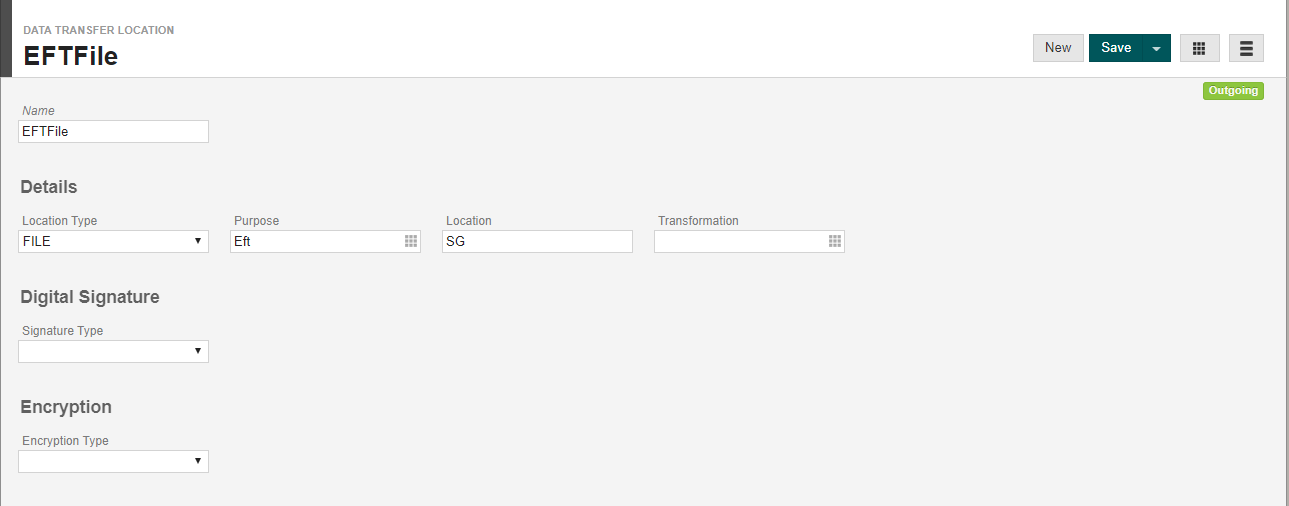 DATA TRANSFER LOCATION
EFTFile
New
Save
Outgoing
Name
EFTFile
Details
Location Type
Purpose
Location
Transformation
FILE
Eft
SG
Digital Signature
Signature Type
Encryption
Encryption Type